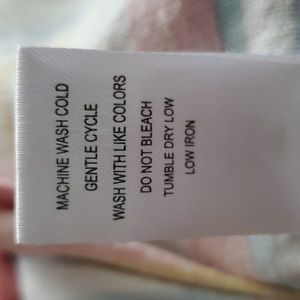 MACHINE WASH COLD
GENTLE CYCLE
WASH WITH LIKE COLORS
DO NOT BLEACH
TUMBLE DRY LOW
LOW IRON